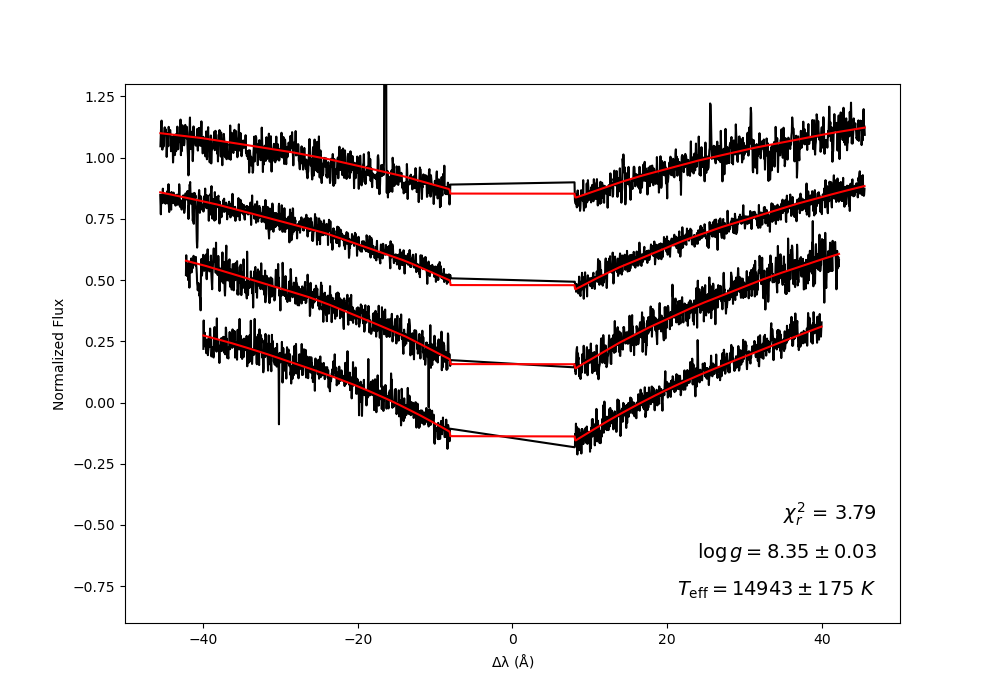 1.25
1.00
0.75
0.50
0.25
0.00
−0.25
−0.50
−0.75
Normalized Flux
χ²ᵣ = 3.79
log g = 8.35 ± 0.03
T_eff = 14943 ± 175 K
−40 −20 0 20 40
Δλ (Å)